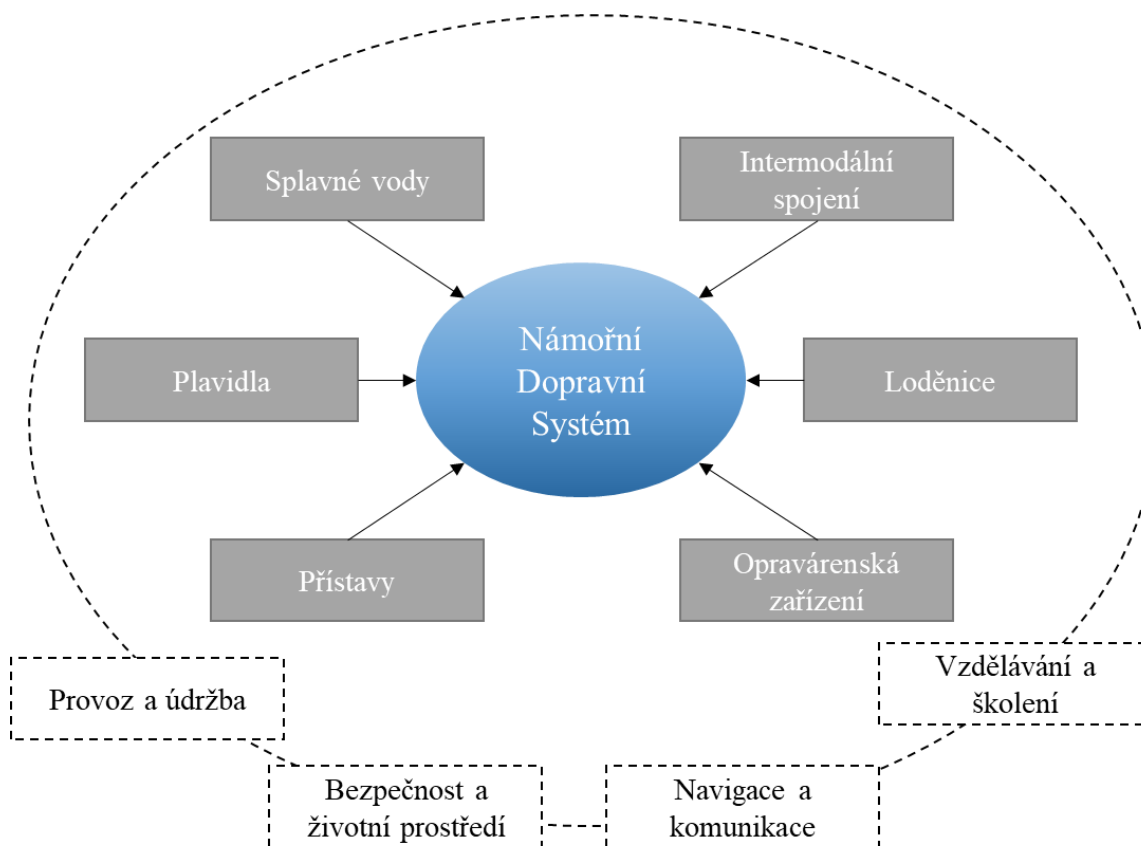 Splavné vody
Intermodální
spojení
Plavidla
Námořní
Dopravní
Systém
Loděnice
Přístavy
Opravárenská
zařízení
Provoz a údržba
Vzdělávání a
školení
Bezpečnost a
životní prostředí
Navigace a
komunikace